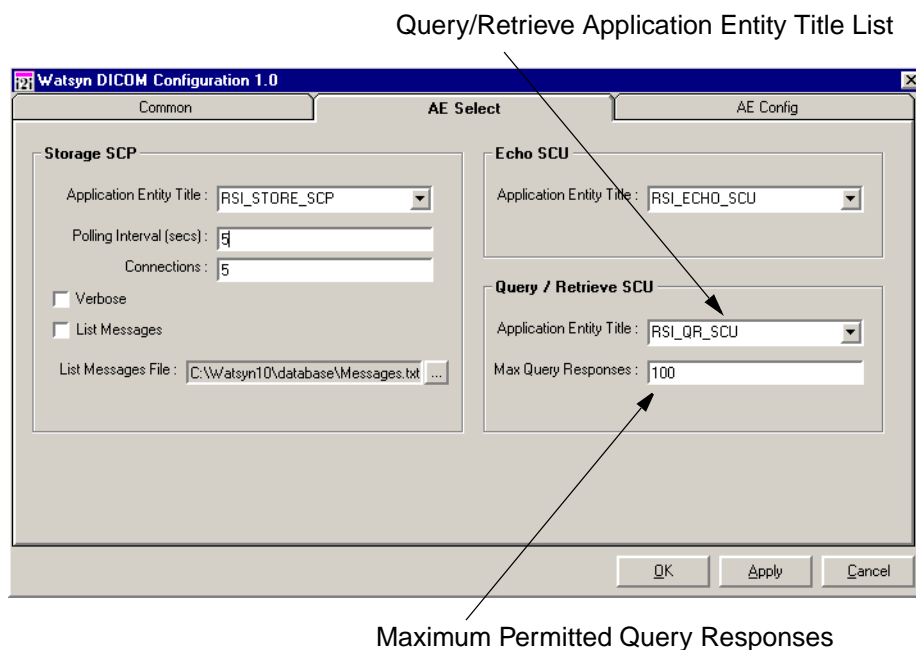 Query/Retrieve Application Entity Title List
i2i Watsyn DICOM Configuration 1.0
Common AE Select AE Config
Storage SCP
Application Entity Title : RSI_STORE_SCP
Polling Interval (secs) : 5
Connections : 5
Verbose
List Messages
List Messages File : C:\Watsyn10\database\Messages.txt ...
Echo SCU
Application Entity Title : RSI_ECHO_SCU
Query / Retrieve SCU
Application Entity Title : RSI_QR_SCU
Max Query Responses : 100
OK Apply Cancel
Maximum Permitted Query Responses